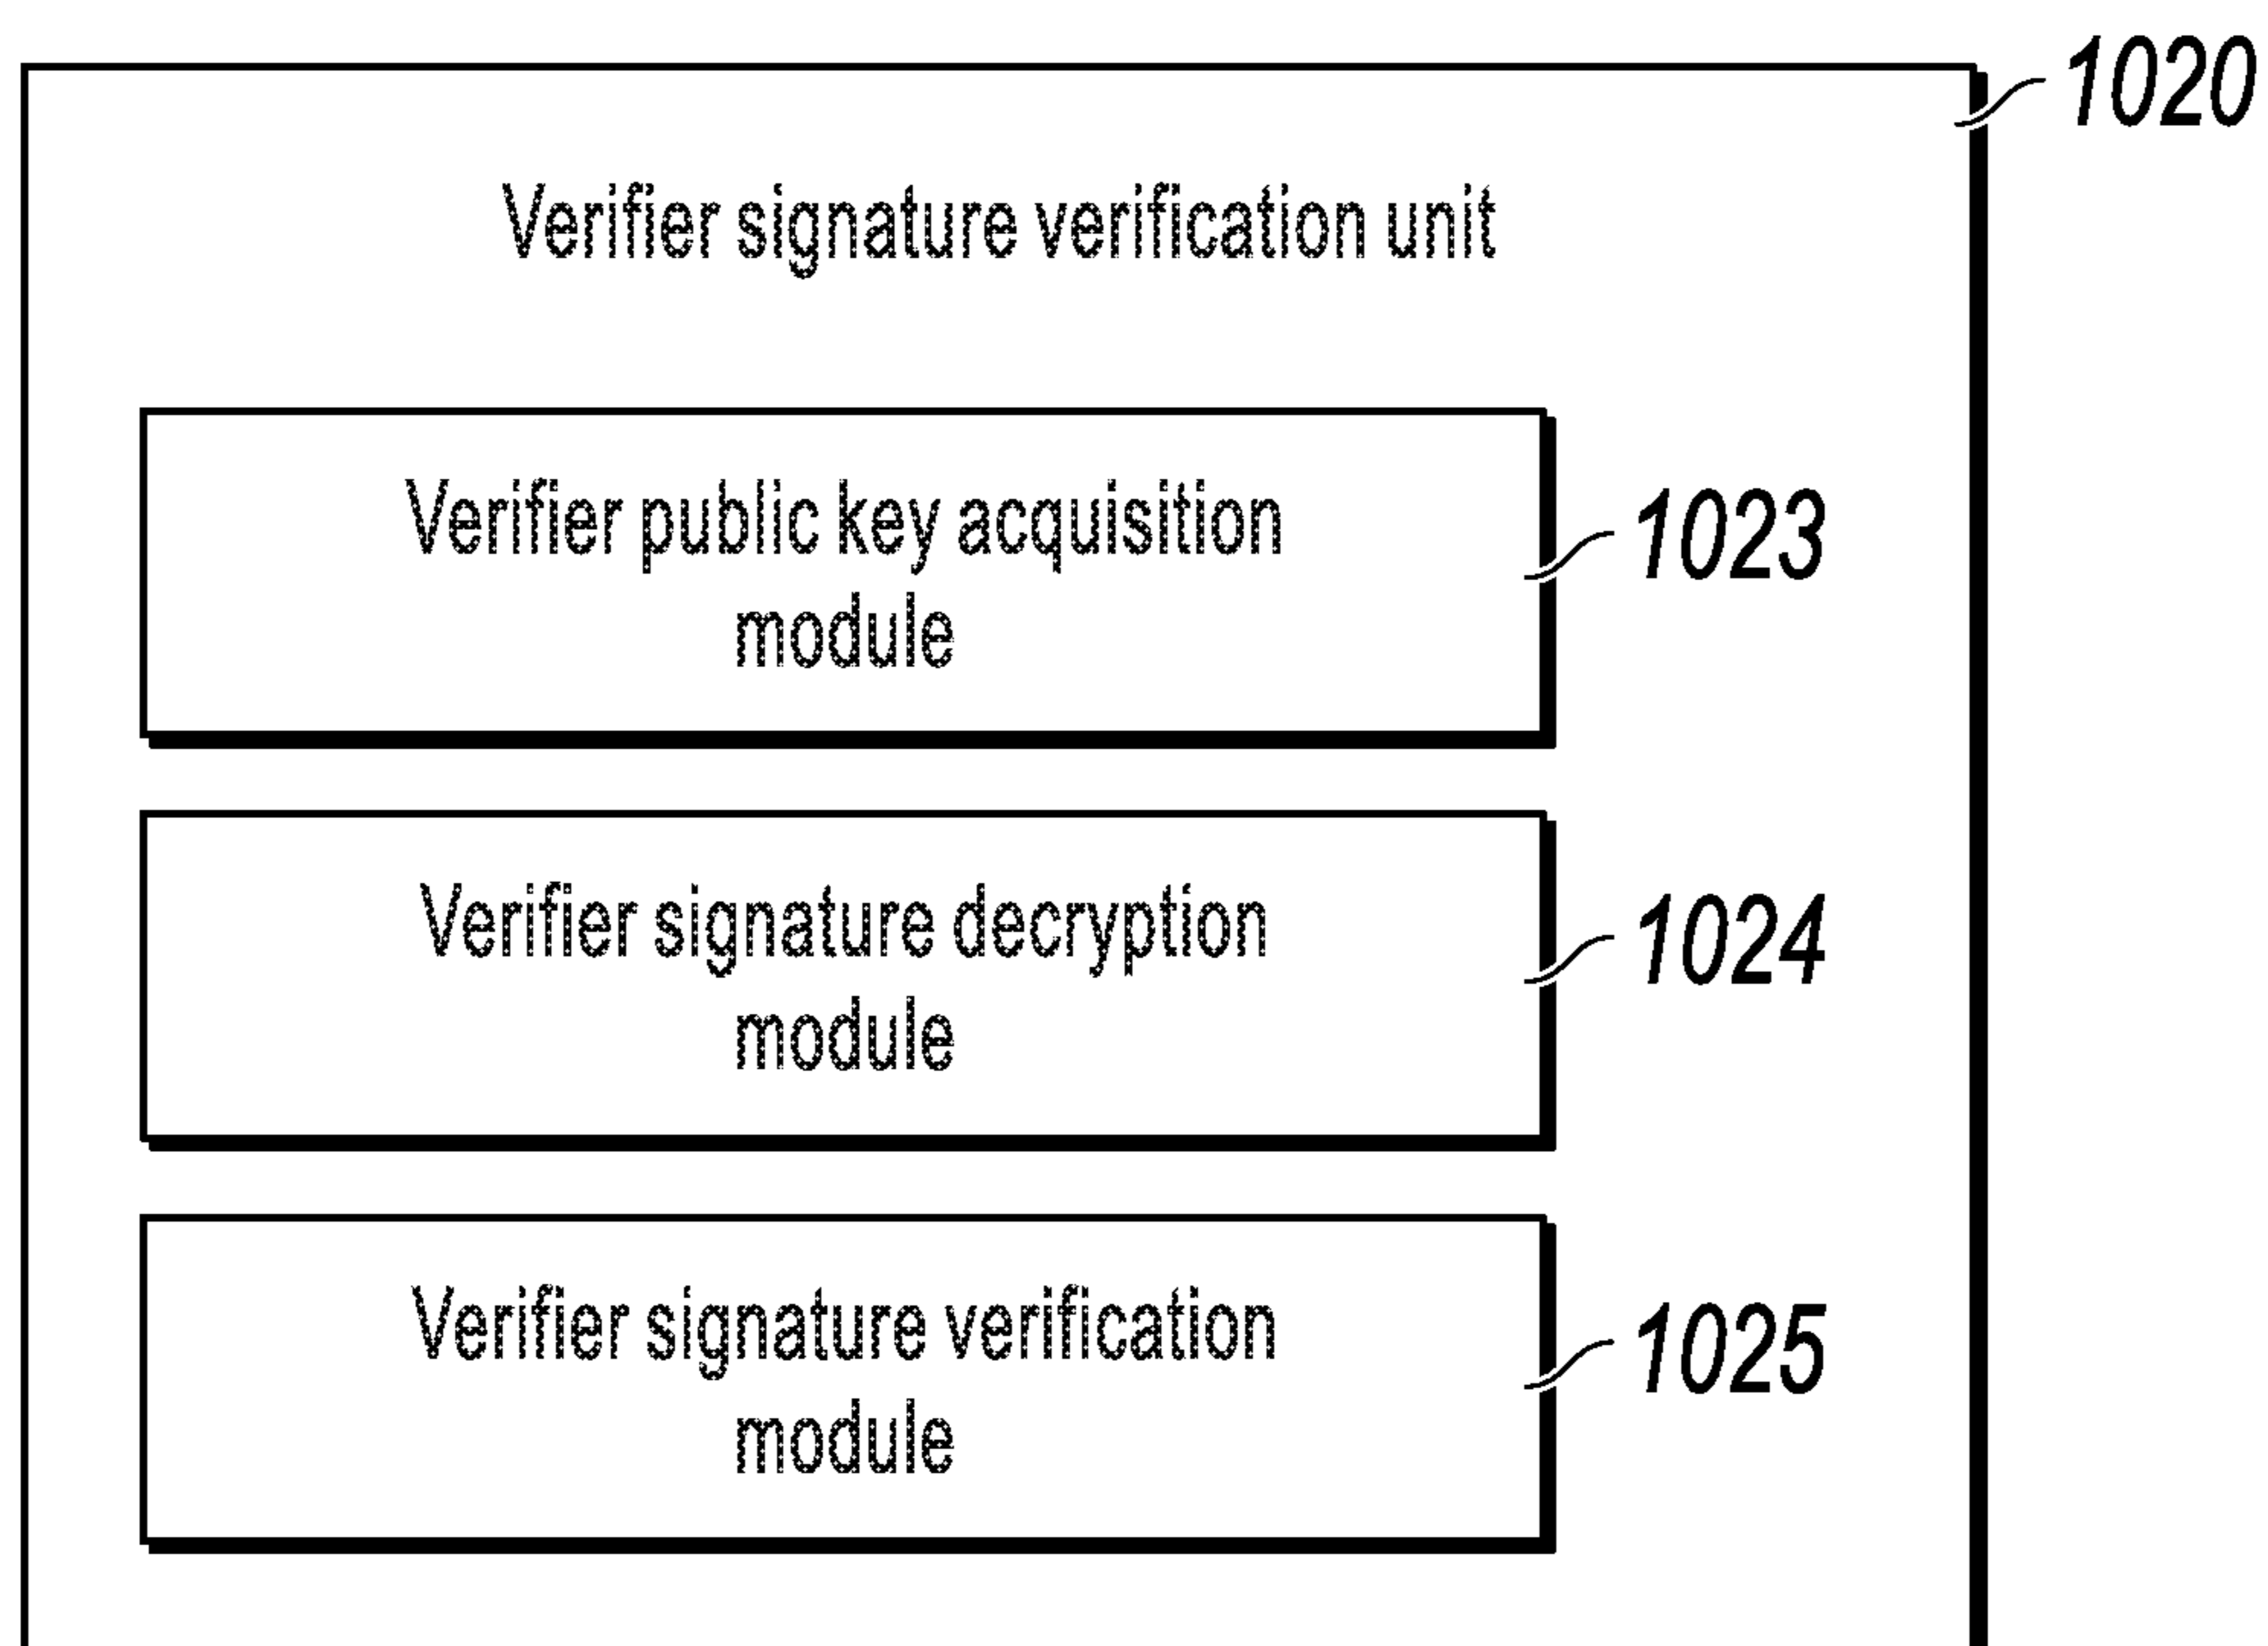 1020
Verifier signature verification unit
Verifier public key acquisition
module
1023
Verifier signature decryption
module
1024
Verifier signature verification
module
1025